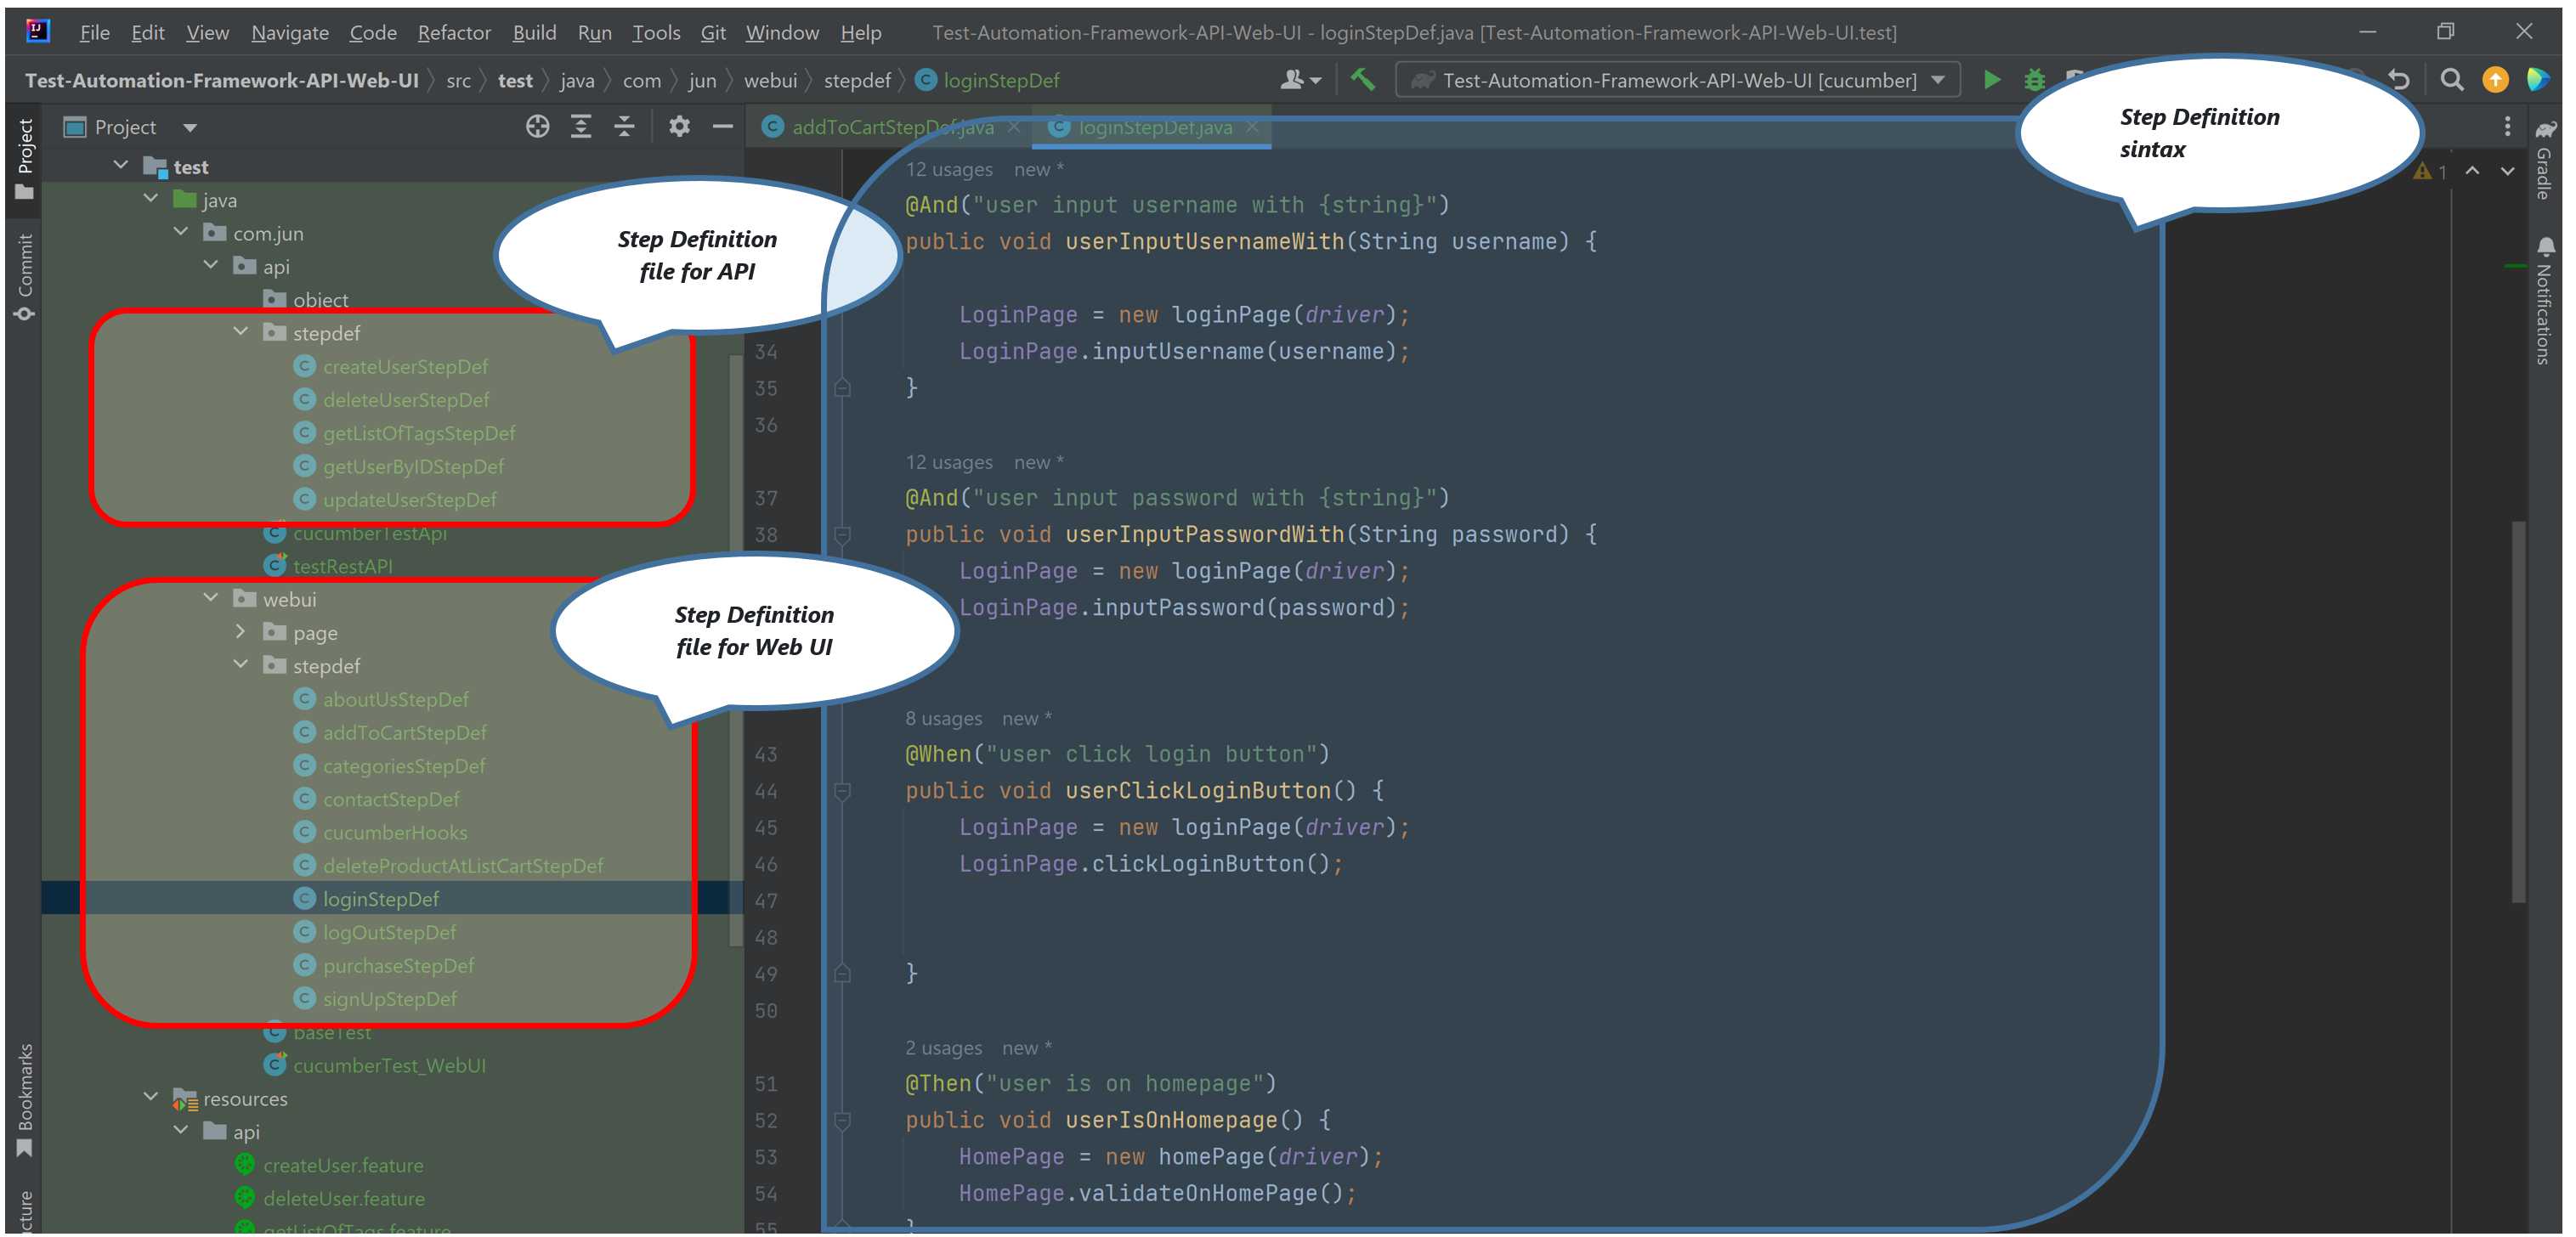 File Edit View Navigate Code Refactor Build Run Tools Git Window Help Test-Automation-Framework-API-Web-UI - loginStepDef.java [Test-Automation-Framework-API-Web-UI.test]
Test-Automation-Framework-API-Web-UI src test java com jun webui stepdef loginStepDef Test-Automation-Framework-API-Web-UI [cucumber]
Project
Commit
Bookmarks
Project
test
java
com.jun
api
object
stepdef
createUserStepDef
deleteUserStepDef
getListOfTagsStepDef
getUserByIDStepDef
updateUserStepDef
cucumberTestApi
testRestAPI
webui
page
stepdef
aboutUsStepDef
addToCartStepDef
categoriesStepDef
contactStepDef
cucumberHooks
deleteProductAtListCartStepDef
loginStepDef
logOutStepDef
purchaseStepDef
signUpStepDef
baseTest
cucumberTest_WebUI
resources
api
createUser.feature
deleteUser.feature
getListOfTags.feature
Step Definition
file for API
Step Definition
file for Web UI
addToCartStepDef.java loginStepDef.java
12 usages new *
@And("user input username with {string}")
public void userInputUsernameWith(String username) {
LoginPage = new loginPage(driver);
34 LoginPage.inputUsername(username);
35 }
36
12 usages new *
37 @And("user input password with {string}")
38 public void userInputPasswordWith(String password) {
LoginPage = new loginPage(driver);
LoginPage.inputPassword(password);
8 usages new *
43 @When("user click login button")
44 public void userClickLoginButton() {
45 LoginPage = new loginPage(driver);
46 LoginPage.clickLoginButton();
47
48
49 }
50
2 usages new *
51 @Then("user is on homepage")
52 public void userIsOnHomepage() {
53 HomePage = new homePage(driver);
54 HomePage.validateOnHomePage();
55 }
Step Definition
sintax
1
Gradle
Notifications